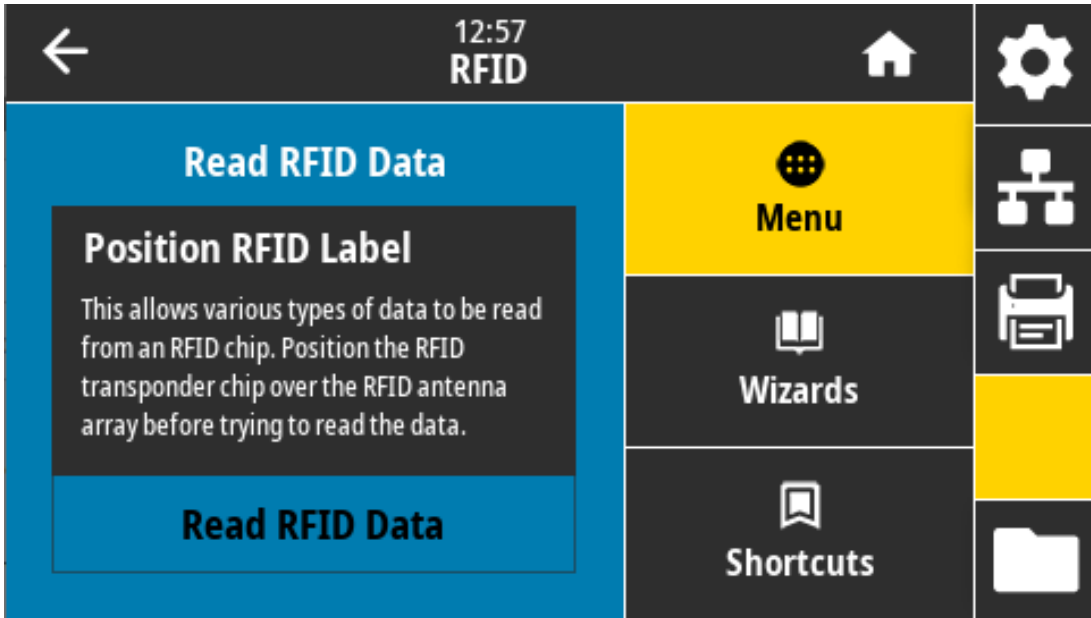 12:57
RFID
Read RFID Data
Position RFID Label
This allows various types of data to be read
from an RFID chip. Position the RFID
transponder chip over the RFID antenna
array before trying to read the data.
Read RFID Data
Menu
Wizards
Shortcuts